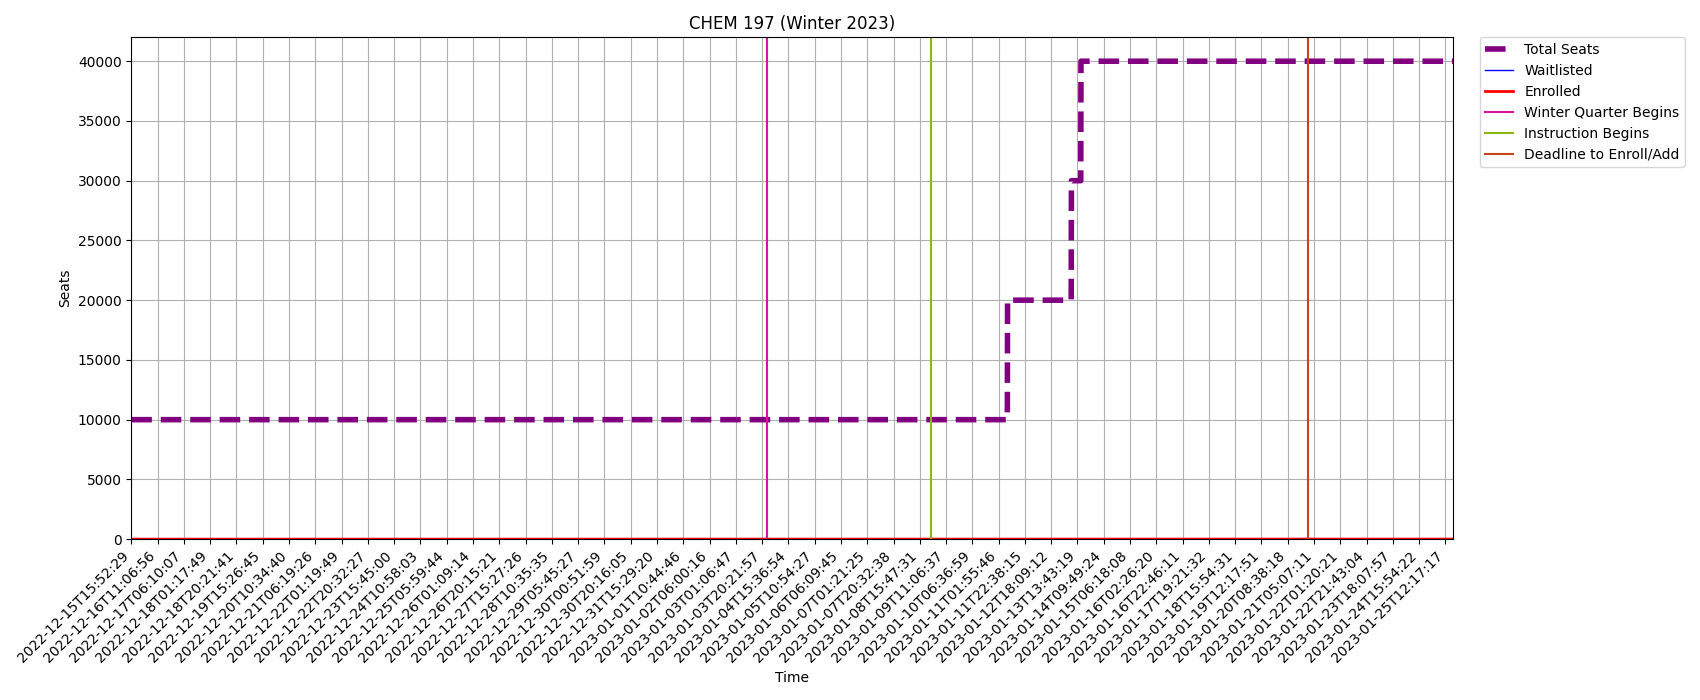 CHEM 197 (Winter 2023)
40000
35000
30000
25000
20000
15000
10000
5000
0
Seats
Total Seats
Waitlisted
Enrolled
Winter Quarter Begins
Instruction Begins
Deadline to Enroll/Add
2022-12-15T15:52:29
2022-12-16T11:06:56
2022-12-17T06:10:07
2022-12-18T01:17:49
2022-12-18T20:21:41
2022-12-19T15:26:45
2022-12-20T10:34:40
2022-12-21T06:19:26
2022-12-22T01:19:49
2022-12-22T20:32:27
2022-12-23T15:45:00
2022-12-24T10:58:03
2022-12-25T05:59:44
2022-12-26T01:09:14
2022-12-26T20:15:21
2022-12-27T15:27:26
2022-12-28T10:35:35
2022-12-29T05:45:27
2022-12-30T00:51:59
2022-12-30T20:16:05
2022-12-31T15:29:20
2023-01-01T10:44:46
2023-01-02T06:00:16
2023-01-03T01:06:47
2023-01-03T20:21:57
2023-01-04T15:36:54
2023-01-05T10:54:27
2023-01-06T06:09:45
2023-01-07T01:21:25
2023-01-07T20:32:38
2023-01-08T15:47:31
2023-01-09T11:06:37
2023-01-10T06:36:59
2023-01-11T01:55:46
2023-01-11T22:38:15
2023-01-12T18:09:12
2023-01-13T13:43:19
2023-01-14T09:49:24
2023-01-15T06:18:09
2023-01-16T02:26:20
2023-01-16T22:46:11
2023-01-17T19:21:32
2023-01-18T15:54:31
2023-01-19T12:17:51
2023-01-20T08:38:18
2023-01-21T05:07:11
2023-01-22T01:20:21
2023-01-22T21:43:04
2023-01-23T18:07:57
2023-01-24T15:54:22
2023-01-25T12:17:17
Time